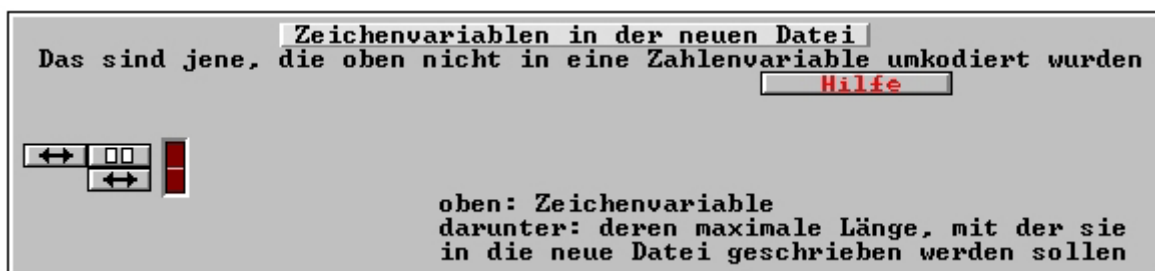 Zeichenvariablen in der neuen Datei
Das sind jene, die oben nicht in eine Zahlenvariable umkodiert wurden
Hilfe
oben: Zeichenvariable
darunter: deren maximale Länge, mit der sie
in die neue Datei geschrieben werden sollen